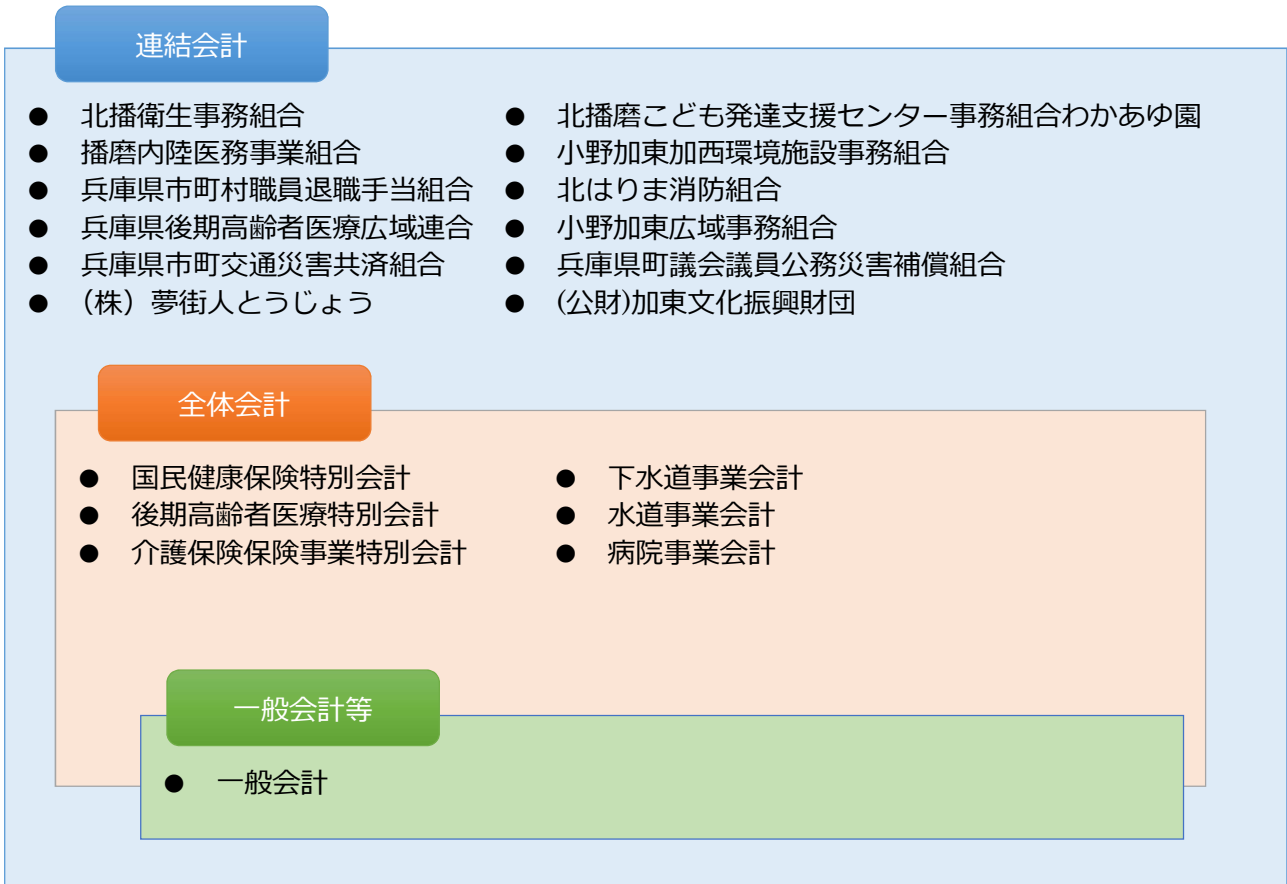 連結会計
● 北播衛生事務組合
● 播磨内陸医務事業組合
● 兵庫県市町村職員退職手当組合
● 兵庫県後期高齢者医療広域連合
● 兵庫県市町交通災害共済組合
● （株）夢街人とうじょう
● 北播磨こども発達支援センター事務組合わかあゆ園
● 小野加東加西環境施設事務組合
● 北はりま消防組合
● 小野加東広域事務組合
● 兵庫県町議会議員公務災害補償組合
● (公財)加東文化振興財団
全体会計
● 国民健康保険特別会計
● 後期高齢者医療特別会計
● 介護保険保険事業特別会計
● 下水道事業会計
● 水道事業会計
● 病院事業会計
一般会計等
● 一般会計